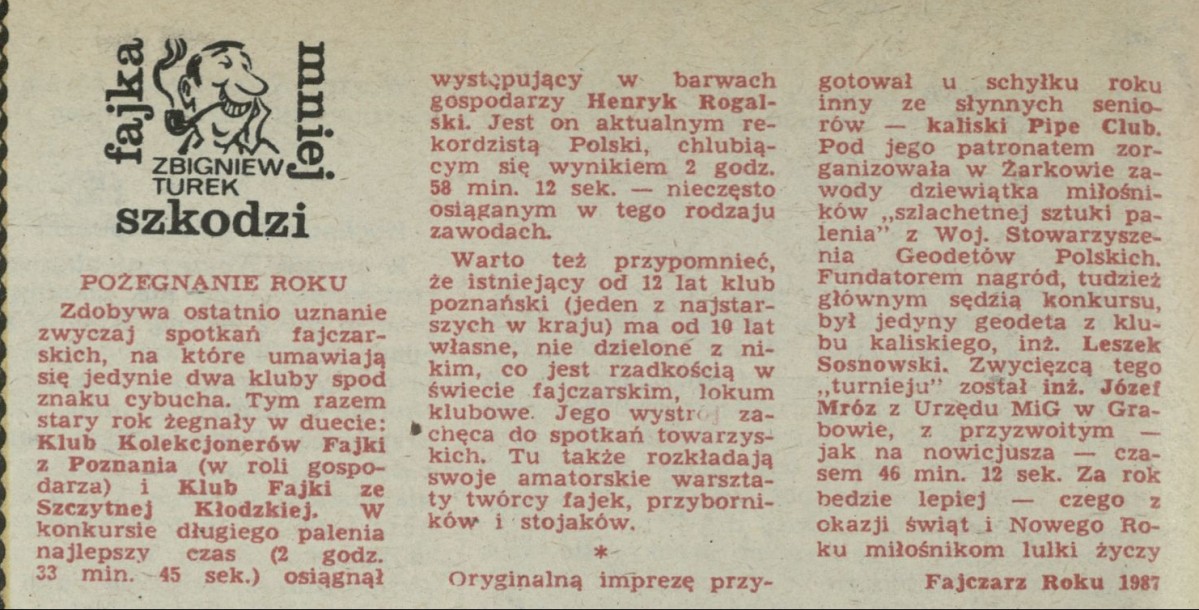 fajka
mniej
ZBIGNIEW
TUREK
szkodzi
POŻEGNANIE ROKU
Zdobywa ostatnio uznanie
zwyczaj spotkań fajczar-
skich, na które umawiają
się jedynie dwa kluby spod
znaku cybucha. Tym razem
stary rok żegnały w duecie:
Klub Kolekcjonerów Fajki
z Poznania (w roli gospo-
darza) i Klub Fajki ze
Szczytnej Kłodzkiej. W
konkursie długiego palenia
najlepszy czas (2 godz.
33 min. 45 sek.) osiągnął
występujący w barwach
gospodarzy Henryk Rogal-
ski. Jest on aktualnym re-
kordzistą Polski, chlubią-
cym się wynikiem 2 godz.
58 min. 12 sek. — nieczęsto
osiąganym w tego rodzaju
zawodach.
Warto też przypomnieć,
że istniejący od 12 lat klub
poznański (jeden z najstar-
szych w kraju) ma od 10 lat
własne, nie dzielone z ni-
kim, co jest rzadkością w
świecie fajczarskim, lokum
klubowe. Jego wystrój za-
chęca do spotkań towarzys-
kich. Tu także rozkładają
swoje amatorskie warszta-
ty twórcy fajek, przyborni-
ków i stojaków.
*
Oryginalną imprezę przy-
gotował u schyłku roku
inny ze słynnych senio-
rów — kaliski Pipe Club.
Pod jego patronatem zor-
ganizowała w Żarkowie za-
wody dziewiątka miłośni-
ków „szlachetnej sztuki pa-
lenia” z Woj. Stowarzysze-
nia Geodetów Polskich.
Fundatorem nagród, tudzież
głównym sędzią konkursu,
był jedyny geodeta z klu-
bu kaliskiego, inż. Leszek
Sosnowski. Zwycięzcą tego
„turnieju” został inż. Józef
Mróz z Urzędu MiG w Gra-
bowie, z przyzwoitym —
jak na nowicjusza — cza-
sem 46 min. 12 sek. Za rok
będzie lepiej — czego z
okazji świąt i Nowego Ro-
ku miłośnikom lulki życzy
Fajczarz Roku 1987